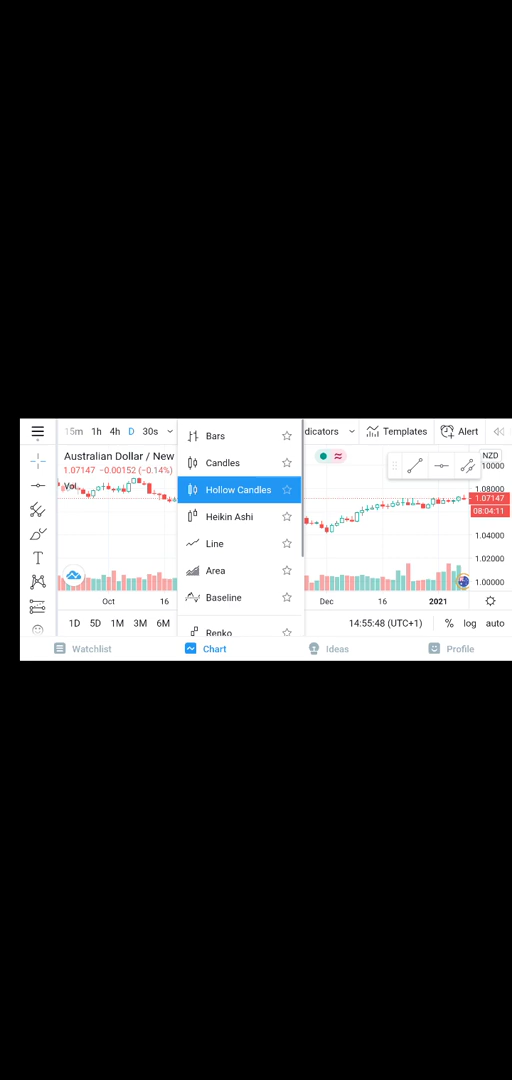 15m 1h 4h D 30s
dicators
Templates
Alert
Australian Dollar / New
1.07147 −0.00152 (−0.14%)
Vol
Bars
Candles
Hollow Candles
Heikin Ashi
Line
Area
Baseline
Renko
NZD
10000
1.08000
1.07147
08:04:11
1.04000
1.02000
1.00000
Oct 16 Dec 16 2021
1D 5D 1M 3M 6M
14:55:48 (UTC+1) % log auto
Watchlist Chart Ideas Profile